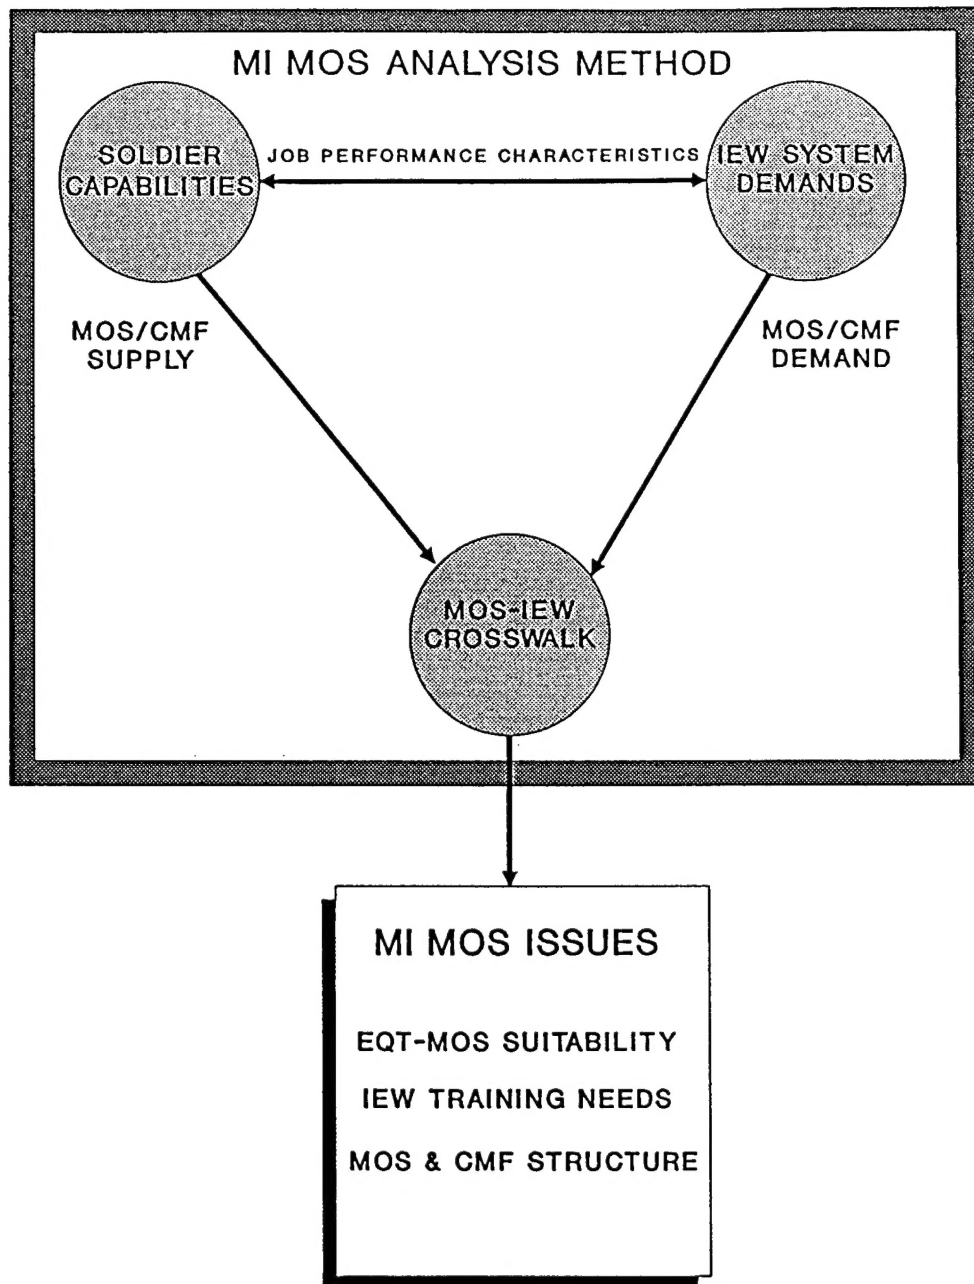 MI MOS ANALYSIS METHOD
SOLDIER
CAPABILITIES
JOB PERFORMANCE CHARACTERISTICS
IEW SYSTEM
DEMANDS
MOS/CMF
SUPPLY
MOS/CMF
DEMAND
MOS-IEW
CROSSWALK
MI MOS ISSUES
EQT-MOS SUITABILITY
IEW TRAINING NEEDS
MOS & CMF STRUCTURE